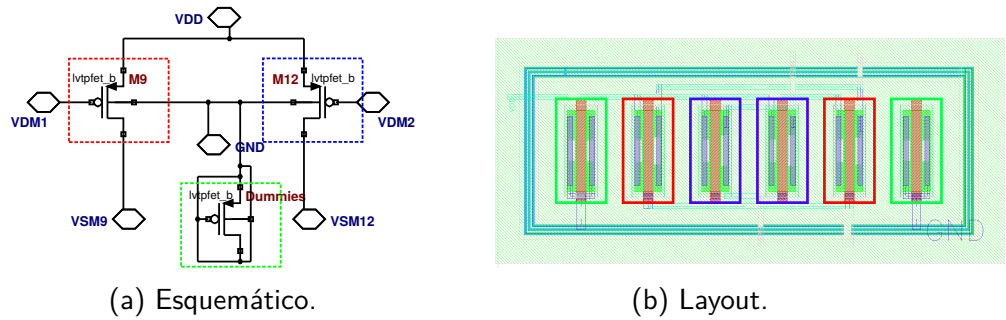 VDD
lvtpfet_b
M9
M12
lvtpfet_b
VDM1
VDM2
GND
lvtpfet_b
Dummies
VSM9
VSM12
GND
(a) Esquemático.
(b) Layout.